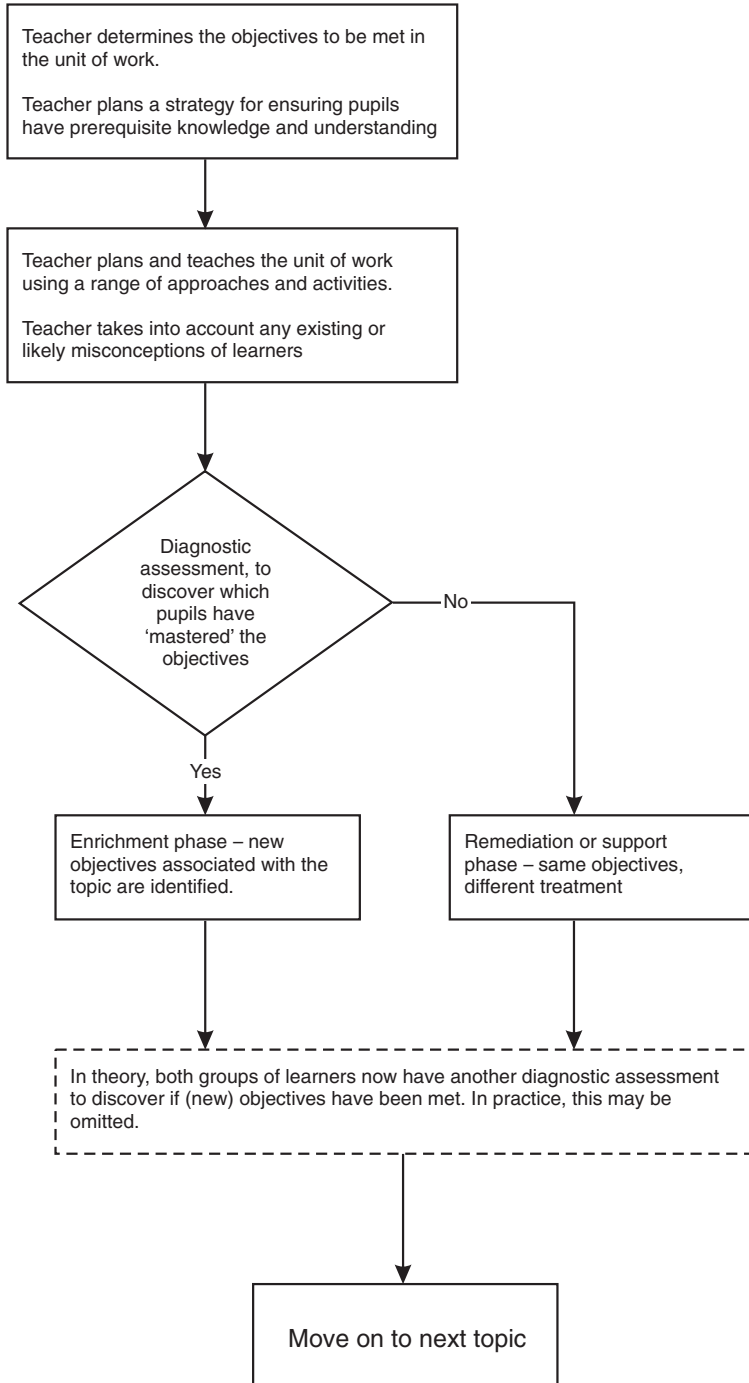 Teacher determines the objectives to be met in
the unit of work.
Teacher plans a strategy for ensuring pupils
have prerequisite knowledge and understanding
Teacher plans and teaches the unit of work
using a range of approaches and activities.
Teacher takes into account any existing or
likely misconceptions of learners
Diagnostic
assessment, to
discover which
pupils have
‘mastered’ the
objectives
No
Yes
Enrichment phase – new
objectives associated with the
topic are identified.
Remediation or support
phase – same objectives,
different treatment
In theory, both groups of learners now have another diagnostic assessment
to discover if (new) objectives have been met. In practice, this may be
omitted.
Move on to next topic